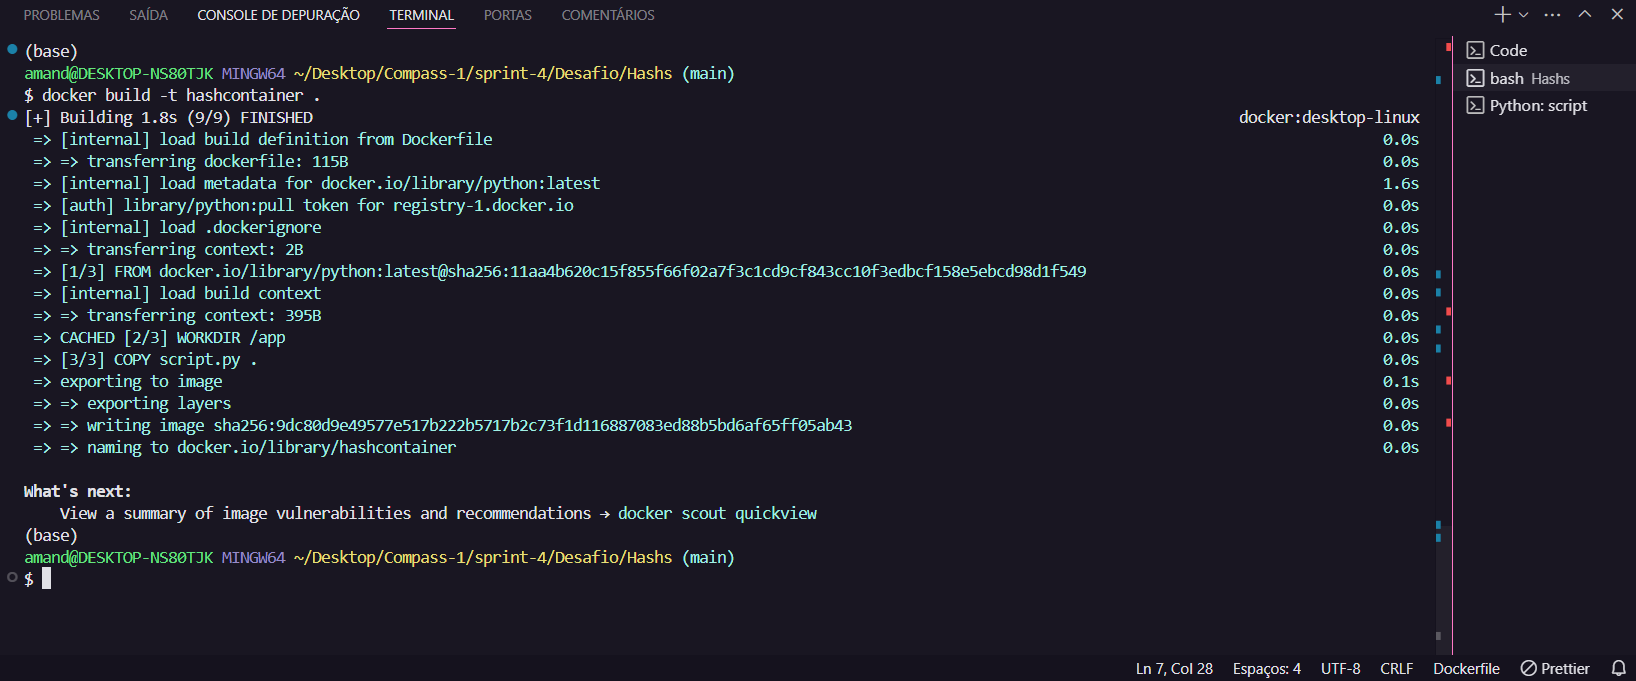 PROBLEMAS SAÍDA CONSOLE DE DEPURAÇÃO TERMINAL PORTAS COMENTÁRIOS
(base)
amand@DESKTOP-NS80TJK MINGW64 ~/Desktop/Compass-1/sprint-4/Desafio/Hashs (main)
$ docker build -t hashcontainer .
[+] Building 1.8s (9/9) FINISHED docker:desktop-linux
=> [internal] load build definition from Dockerfile 0.0s
=> => transferring dockerfile: 115B 0.0s
=> [internal] load metadata for docker.io/library/python:latest 1.6s
=> [auth] library/python:pull token for registry-1.docker.io 0.0s
=> [internal] load .dockerignore 0.0s
=> => transferring context: 2B 0.0s
=> [1/3] FROM docker.io/library/python:latest@sha256:11aa4b620c15f855f66f02a7f3c1cd9cf843cc10f3edbcf158e5ebcd98d1f549 0.0s
=> [internal] load build context 0.0s
=> => transferring context: 395B 0.0s
=> CACHED [2/3] WORKDIR /app 0.0s
=> [3/3] COPY script.py . 0.0s
=> exporting to image 0.1s
=> => exporting layers 0.0s
=> => writing image sha256:9dc80d9e49577e517b222b5717b2c73f1d116887083ed88b5bd6af65ff05ab43 0.0s
=> => naming to docker.io/library/hashcontainer 0.0s
What's next:
View a summary of image vulnerabilities and recommendations → docker scout quickview
(base)
amand@DESKTOP-NS80TJK MINGW64 ~/Desktop/Compass-1/sprint-4/Desafio/Hashs (main)
$
Code
bash Hashs
Python: script
Ln 7, Col 28 Espaços: 4 UTF-8 CRLF Dockerfile Prettier